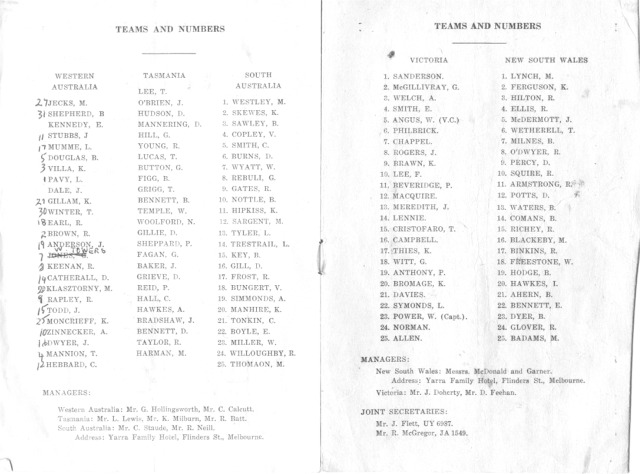 TEAMS AND NUMBERS
WESTERN AUSTRALIA
27 JECKS, M.
31 SHEPHERD, B
KENNEDY, E.
11 STUBBS, J
17 MUMME, L.
5 DOUGLAS, B.
3 VILLA, K.
1 PAVY, L.
DALE, J.
21 GILLAM, K.
30 WINTER, T.
18 EARL, R.
2 BROWN, R.
19 ANDERSON, J.
W. TOWERS
7
KEENAN, R.
14 CATHERALL, D.
KLASZTORNY, M.
RAPLEY, R.
15 TODD, J.
MONCRIEFF, K.
10 ZINNECKER, A.
DWYER, J.
MANNION, T.
12 HEBBARD, C.
TASMANIA
LEE, T.
O'BRIEN, J.
HUDSON, D.
MANNERING, D.
HILL, G.
YOUNG, R.
LUCAS, T.
BUTTON, G.
FIGG, B.
GRIGG, T.
BENNETT, B.
TEMPLE, W.
WOOLFORD, N.
GILLIE, D.
SHEPPARD, P.
FAGAN, G.
BAKER, J.
GRIEVE, D.
REID, P.
HALL, C.
HAWKES, A.
BRADSHAW, J.
BENNETT, D.
TAYLOR, R.
HARMAN, M.
SOUTH AUSTRALIA
1. WESTLEY, M.
2. SKEWES, K.
3. SAWLEY, B.
4. COPLEY, V.
5. SMITH, C.
6. BURNS, D.
7. WYATT, W.
8. REBULI, G.
9. GATES, R.
10. NOTTLE, B.
11. HIPKISS, K.
12. SARGENT, M.
13. TYLER, L.
14. TRESTRAIL, L.
15. KEY, B.
16. GILL, D.
17. FROST, R.
18. BUNGERT, V.
19. SIMMONDS, A.
20. MANHIRE, K.
21. TONKIN, C.
22. BOYLE, E.
23. MILLER, W.
24. WILLOUGHBY, R.
25. THOMAON, M.
MANAGERS:
Western Australia: Mr. G. Hollingsworth, Mr. C. Calcutt.
Tasmania: Mr. L. Lewis, Mr. K. Milburn, Mr. R. Batt.
South Australia: Mr. C. Staude, Mr. R. Neill.
Address: Yarra Family Hotel, Flinders St., Melbourne.
TEAMS AND NUMBERS
VICTORIA
1. SANDERSON.
2. McGILLIVRAY, G.
3. WELCH, A.
4. SMITH, E.
5. ANGUS, W. (V.C.)
6. PHILBRICK.
7. CHAPPEL.
8. ROGERS, J.
9. BRAWN, K.
10. LEE, F.
11. BEVERIDGE, P.
12. MACQUIRE.
13. MEREDITH, J.
14. LENNIE.
15. CRISTOFARO, T.
16. CAMPBELL.
17. THIES, K.
18. WITT, G.
19. ANTHONY, P.
20. BROMAGE, K.
21. DAVIES.
22. SYMONDS, L.
23. POWER, W. (Capt.).
24. NORMAN.
25. ALLEN.
NEW SOUTH WALES
1. LYNCH, M.
2. FERGUSON, K.
3. HILTON, R.
4. ELLIS, R.
5. McDERMOTT, J.
6. WETHERELL, T.
7. MILNES, B.
8. O'DWYER, R.
9. PERCY, D.
10. SQUIRE, R.
11. ARMSTRONG, R.
12. POTTS, D.
13. WATERS, B.
14. COMANS, B.
15. RICHEY, R.
16. BLACKERY, M.
17. BINKINS, R.
18. FREESTONE, W.
19. HODGE, R.
20. HAWKES, I.
21. AHERN, B.
22. BENNETT, E.
23. DYER, B.
24. GLOVER, R.
25. BADAMS, M.
MANAGERS:
New South Wales: Messrs. McDonald and Garner.
Address: Yarra Family Hotel, Flinders St., Melbourne.
Victoria: Mr. J. Doherty, Mr. D. Feehan.
JOINT SECRETARIES:
Mr. J. Flett, UY 6987.
Mr. R. McGregor, JA 1549.